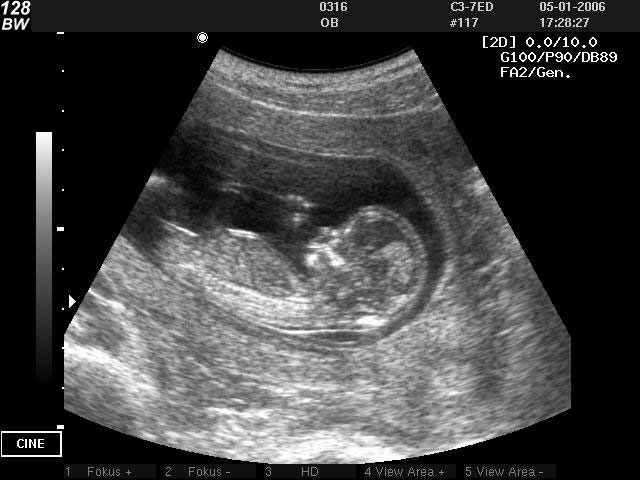 128 0316 C3-7ED 05-01-2006
BW OB #117 17:28:27
[2D] 0.0/10.0
G100/P90/DB89
FA2/Gen.
CINE
1 Fokus + 2 Fokus - 3 HD 4 View Area + 5 View Area -